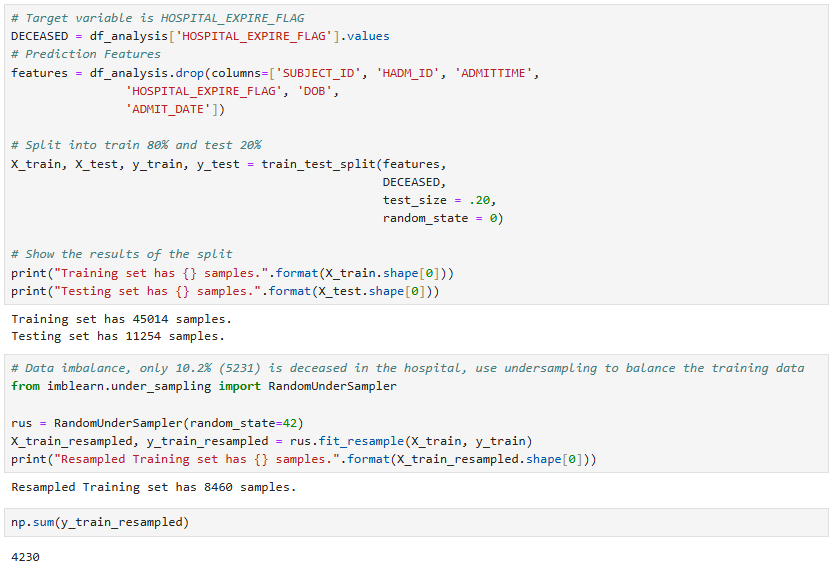 # Target variable is HOSPITAL_EXPIRE_FLAG
DECEASED = df_analysis['HOSPITAL_EXPIRE_FLAG'].values
# Prediction Features
features = df_analysis.drop(columns=['SUBJECT_ID', 'HADM_ID', 'ADMITTIME',
                'HOSPITAL_EXPIRE_FLAG', 'DOB',
                'ADMIT_DATE'])

# Split into train 80% and test 20%
X_train, X_test, y_train, y_test = train_test_split(features,
                                                    DECEASED,
                                                    test_size = .20,
                                                    random_state = 0)

# Show the results of the split
print("Training set has {} samples.".format(X_train.shape[0]))
print("Testing set has {} samples.".format(X_test.shape[0]))
Training set has 45014 samples.
Testing set has 11254 samples.
# Data imbalance, only 10.2% (5231) is deceased in the hospital, use undersampling to balance the training data
from imblearn.under_sampling import RandomUnderSampler

rus = RandomUnderSampler(random_state=42)
X_train_resampled, y_train_resampled = rus.fit_resample(X_train, y_train)
print("Resampled Training set has {} samples.".format(X_train_resampled.shape[0]))
Resampled Training set has 8460 samples.
np.sum(y_train_resampled)
4230